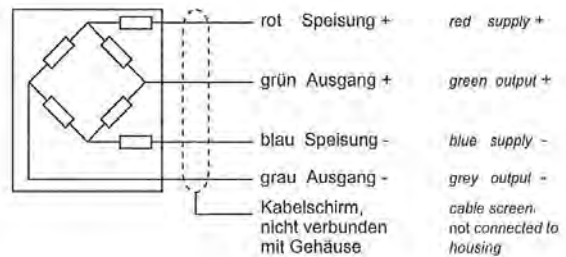 rot Speisung + red supply +
grün Ausgang + green output +
blau Speisung - blue supply -
grau Ausgang - grey output -
Kabelschirm, cable screen,
nicht verbunden not connected to
mit Gehäuse housing